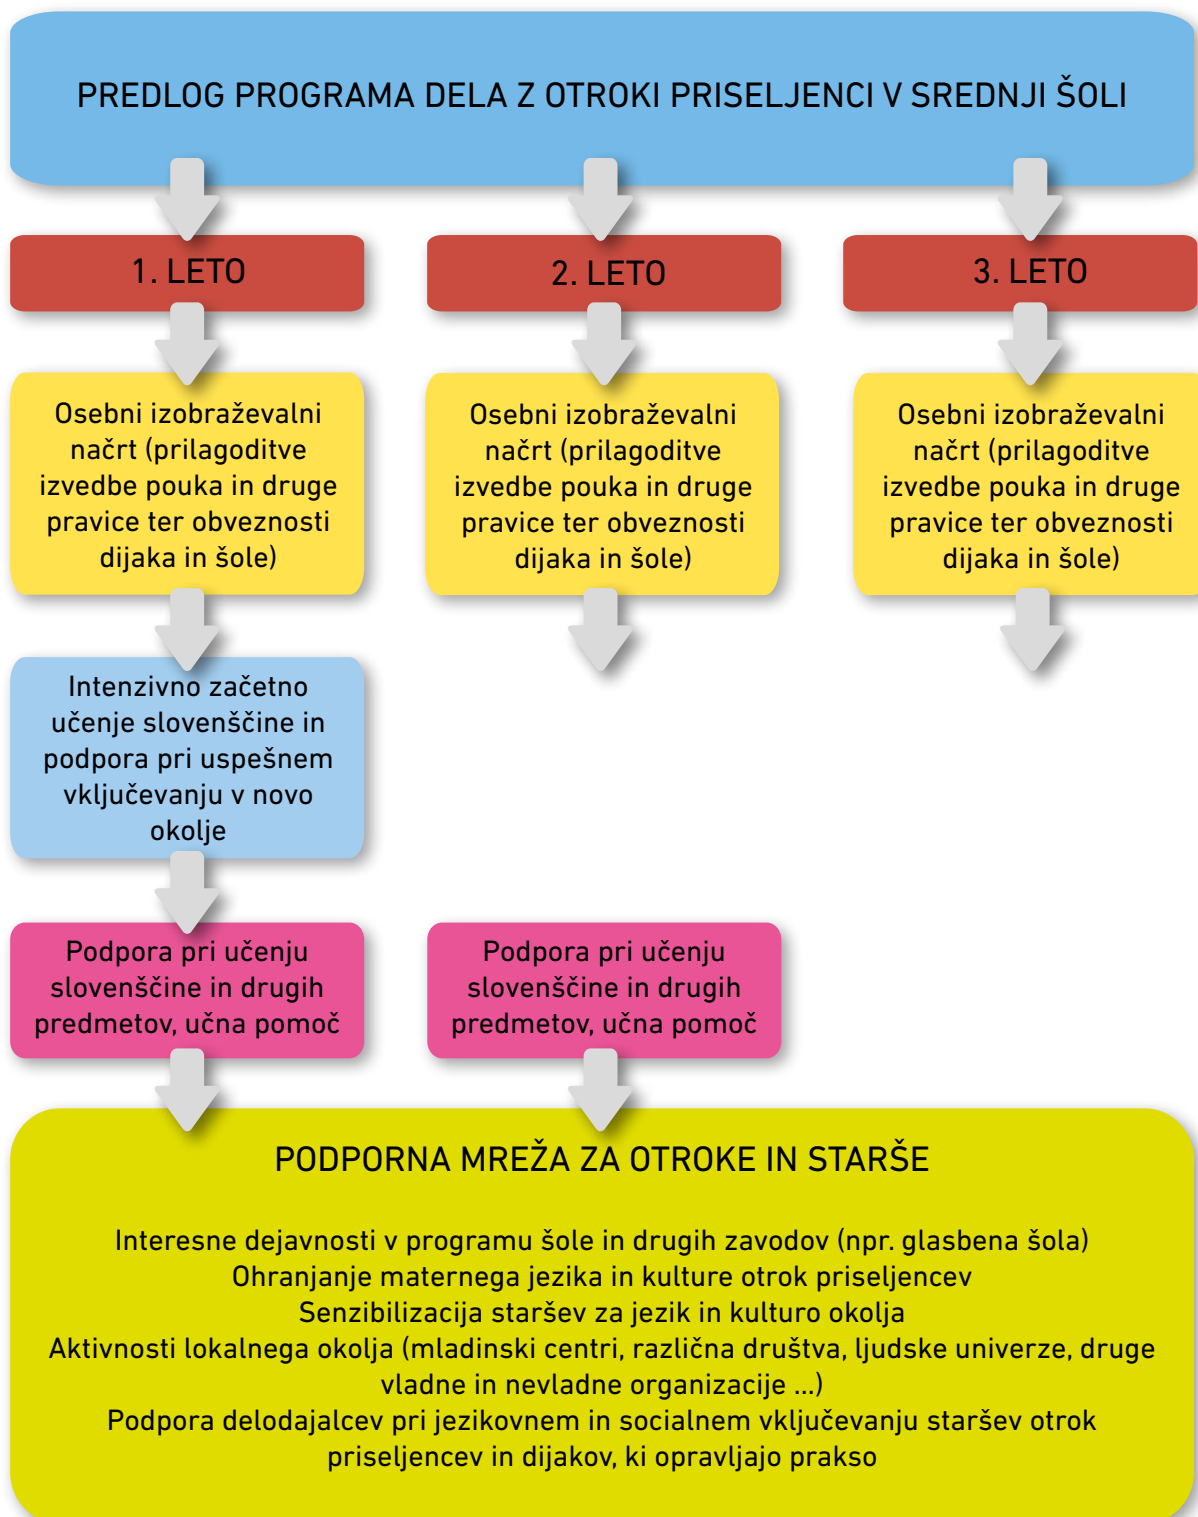 PREDLOG PROGRAMA DELA Z OTROKI PRISELJENCI V SREDNJI ŠOLI
1. LETO
2. LETO
3. LETO
Osebni izobraževalni
načrt (prilagoditve
izvedbe pouka in druge
pravice ter obveznosti
dijaka in šole)
Osebni izobraževalni
načrt (prilagoditve
izvedbe pouka in druge
pravice ter obveznosti
dijaka in šole)
Osebni izobraževalni
načrt (prilagoditve
izvedbe pouka in druge
pravice ter obveznosti
dijaka in šole)
Intenzivno začetno
učenje slovenščine in
podpora pri uspešnem
vključevanju v novo
okolje
Podpora pri učenju
slovenščine in drugih
predmetov, učna pomoč
Podpora pri učenju
slovenščine in drugih
predmetov, učna pomoč
PODPORNA MREŽA ZA OTROKE IN STARŠE
Interesne dejavnosti v programu šole in drugih zavodov (npr. glasbena šola)
Ohranjanje maternega jezika in kulture otrok priseljencev
Senzibilizacija staršev za jezik in kulturo okolja
Aktivnosti lokalnega okolja (mladinski centri, različna društva, ljudske univerze, druge
vladne in nevladne organizacije ...)
Podpora delodajalcev pri jezikovnem in socialnem vključevanju staršev otrok
priseljencev in dijakov, ki opravljajo prakso